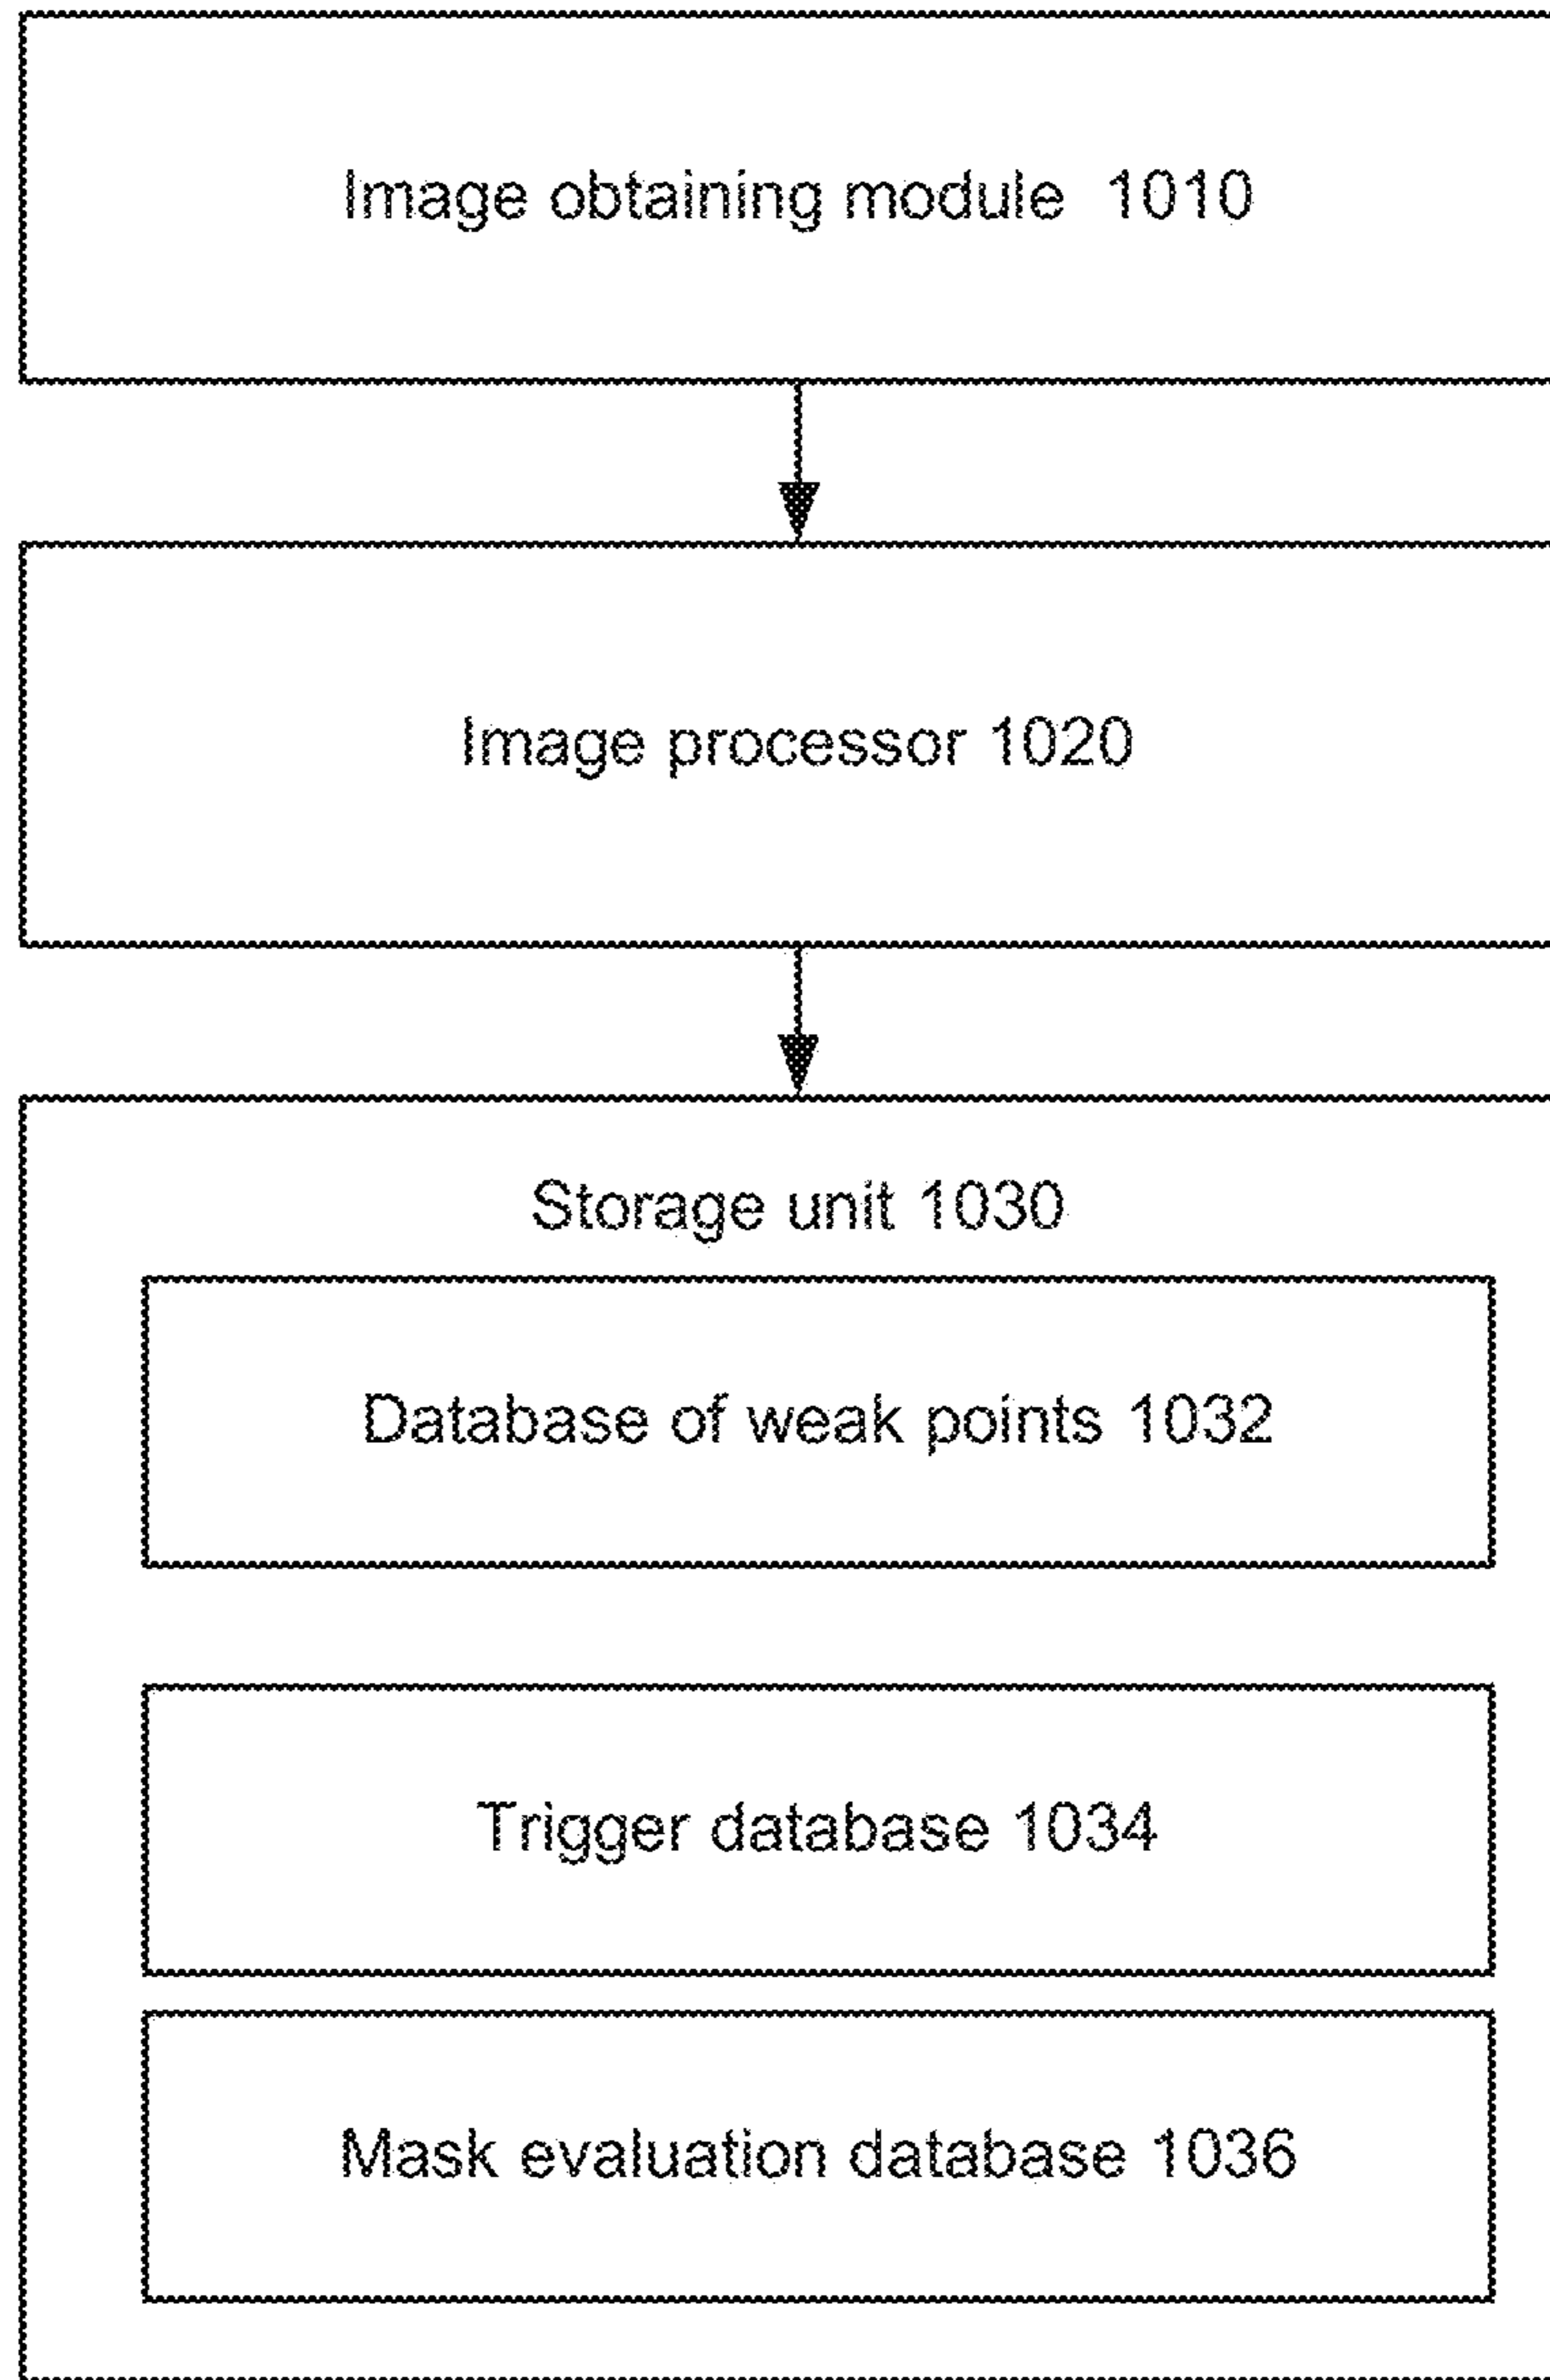 Image obtaining module 1010
Image processor 1020
Storage unit 1030
Database of weak points 1032
Trigger database 1034
Mask evaluation database 1036